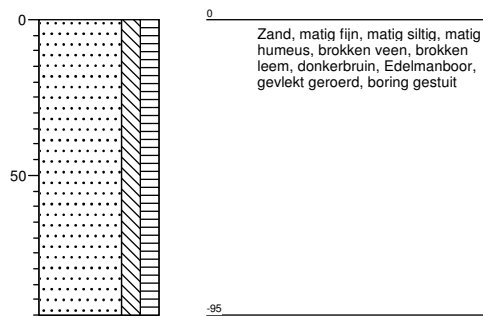 0
0
Zand, matig fijn, matig siltig, matig
humeus, brokken veen, brokken
leem, donkerbruin, Edelmanboor,
gevlekt geroerd, boring gestuit
50
-95